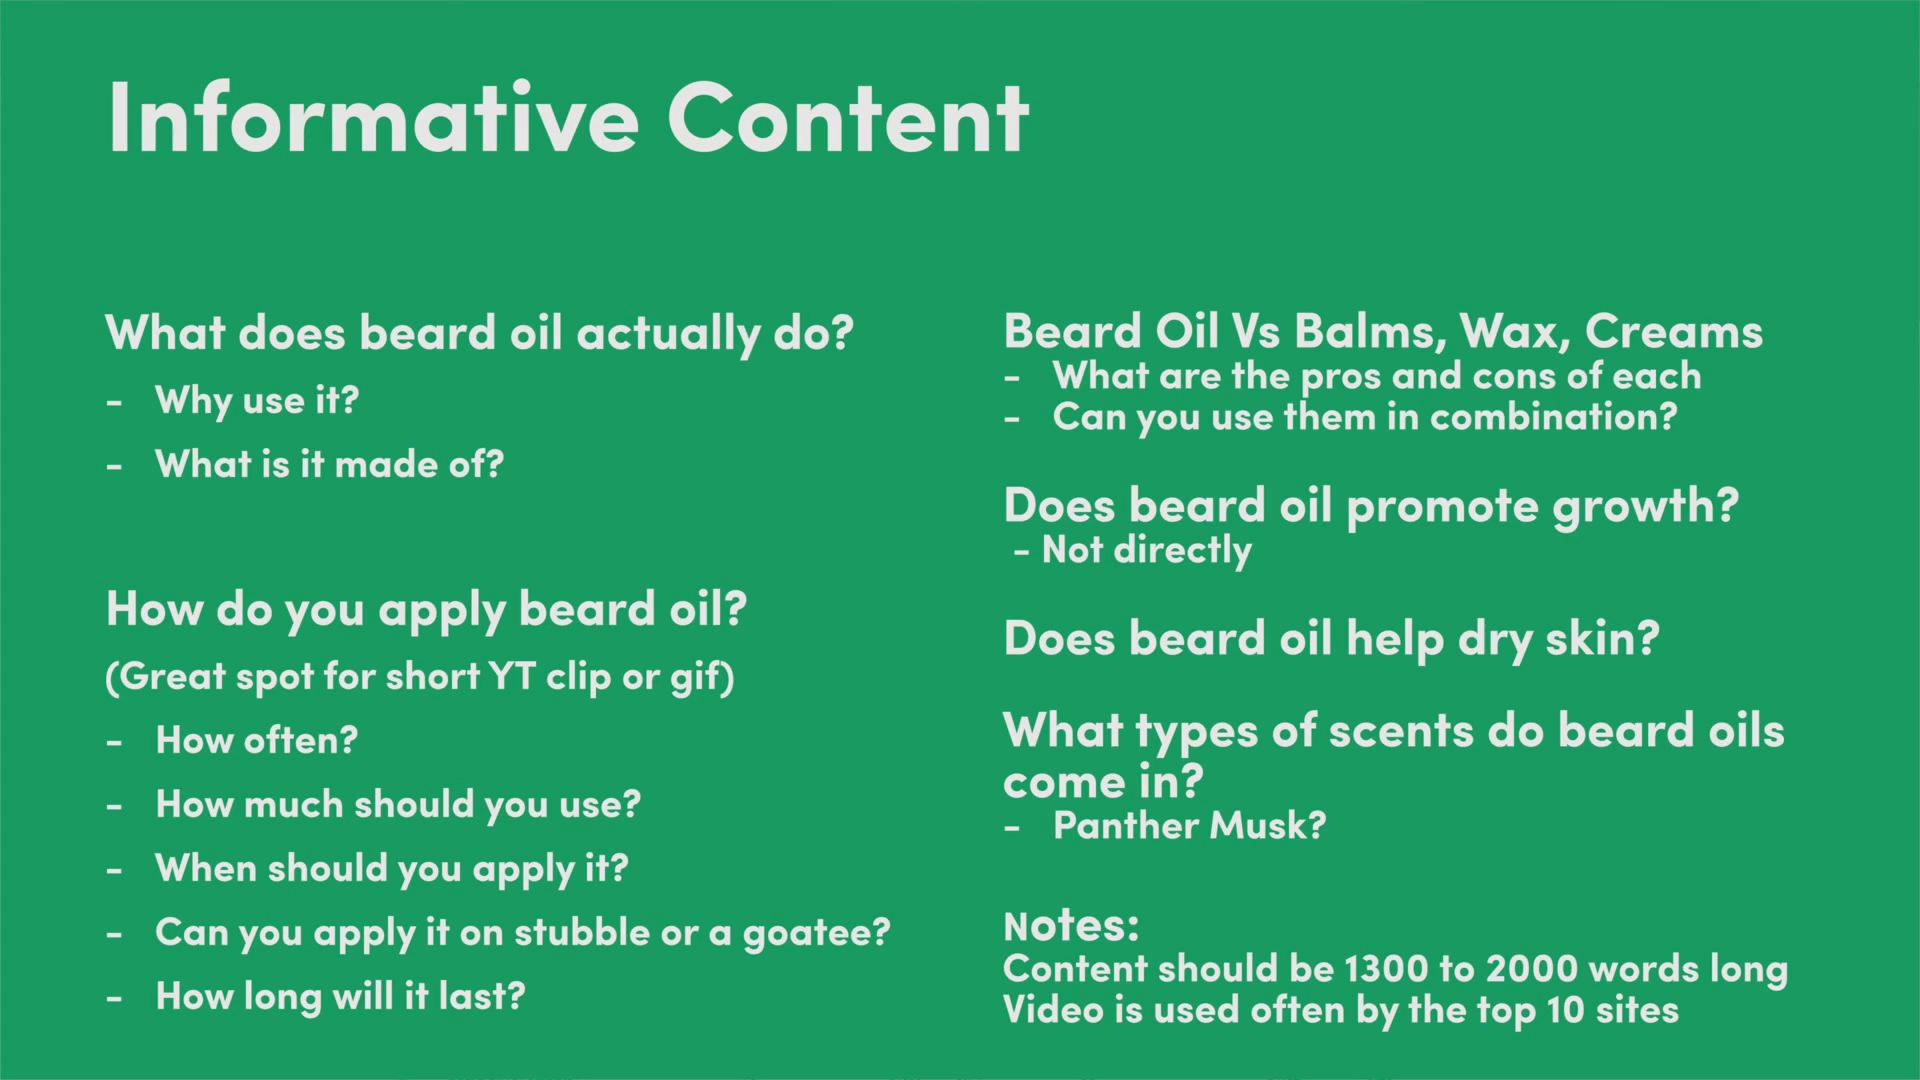 Informative Content
What does beard oil actually do?
- Why use it?
- What is it made of?
How do you apply beard oil?
(Great spot for short YT clip or gif)
- How often?
- How much should you use?
- When should you apply it?
- Can you apply it on stubble or a goatee?
- How long will it last?
Beard Oil Vs Balms, Wax, Creams
- What are the pros and cons of each
- Can you use them in combination?
Does beard oil promote growth?
- Not directly
Does beard oil help dry skin?
What types of scents do beard oils
come in?
- Panther Musk?
Notes:
Content should be 1300 to 2000 words long
Video is used often by the top 10 sites